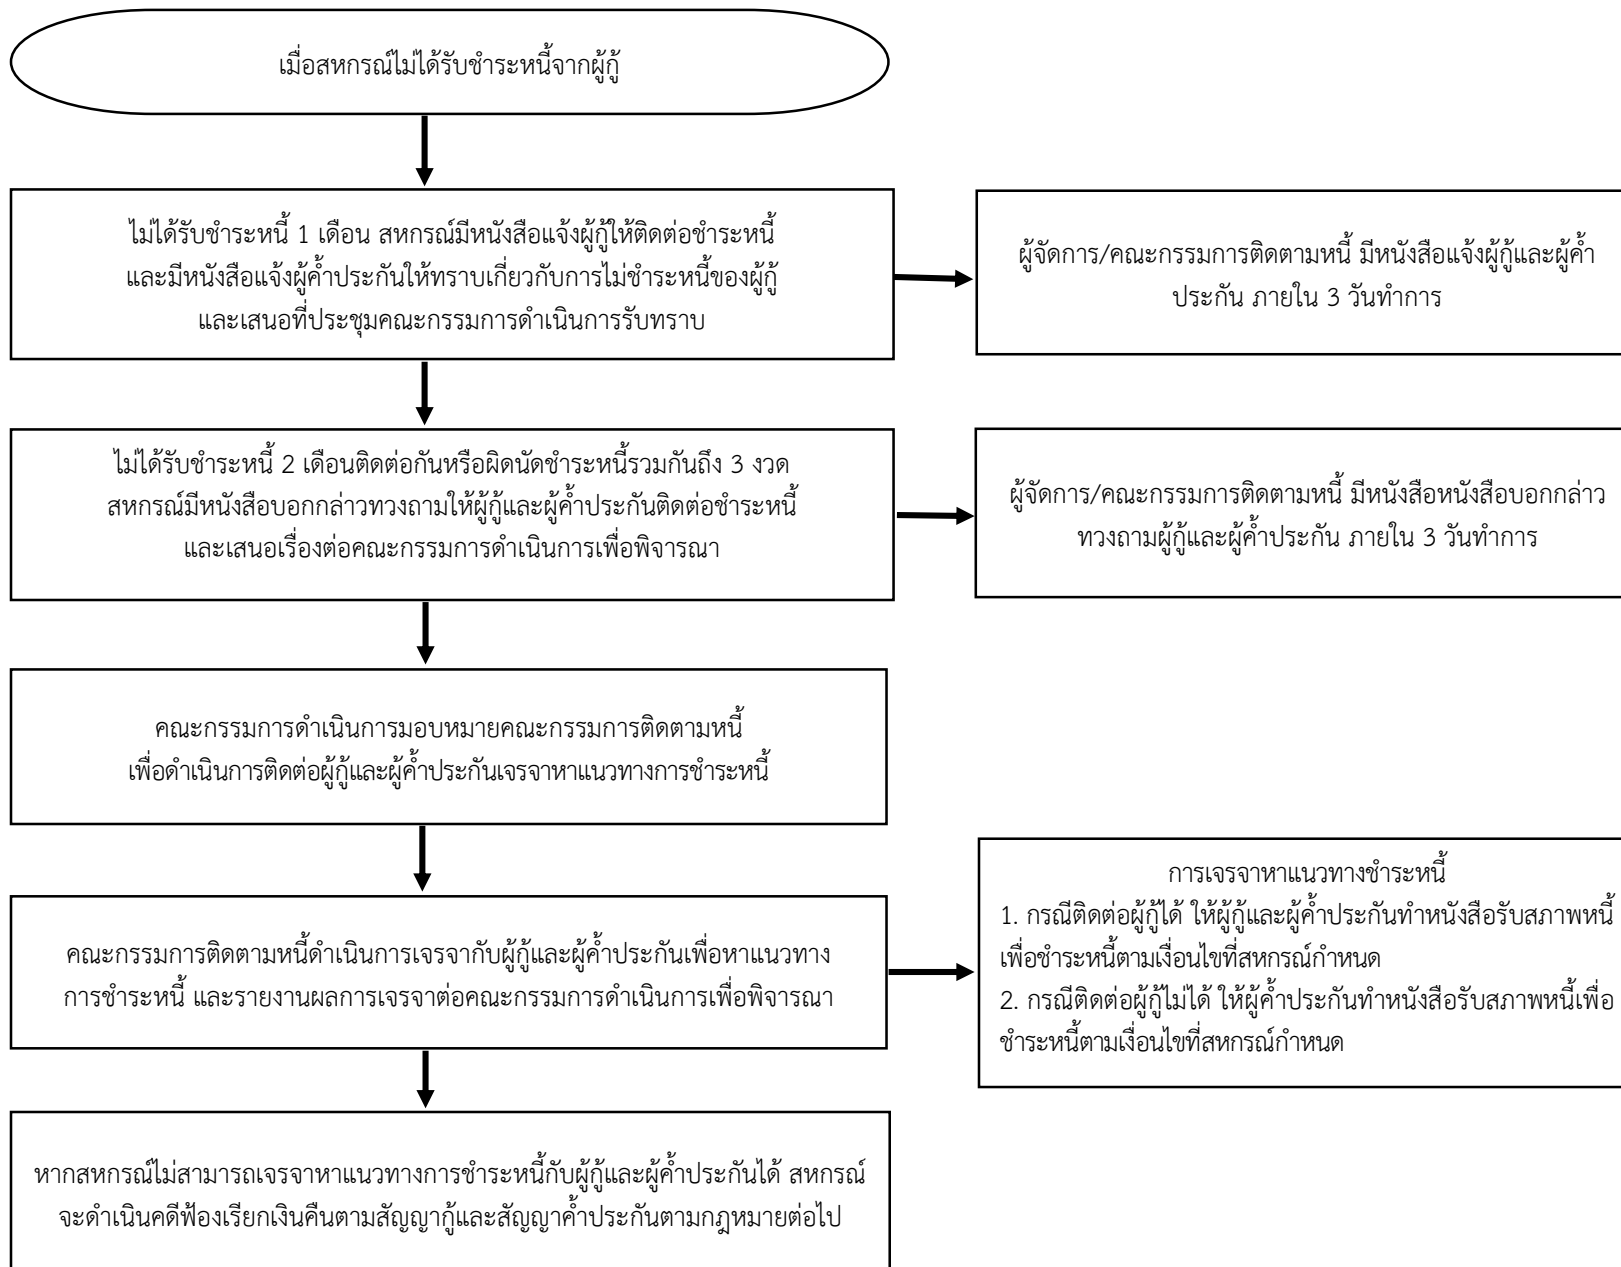 เมื่อสหกรณ์ไม่ได้รับชำระหนี้จากผู้กู้
ไม่ได้รับชำระหนี้ 1 เดือน สหกรณ์มีหนังสือแจ้งผู้กู้ให้ติดต่อชำระหนี้
และมีหนังสือแจ้งผู้ค้ำประกันให้ทราบเกี่ยวกับการไม่ชำระหนี้ของผู้กู้
และเสนอที่ประชุมคณะกรรมการดำเนินการรับทราบ
ผู้จัดการ/คณะกรรมการติดตามหนี้ มีหนังสือแจ้งผู้กู้และผู้ค้ำ
ประกัน ภายใน 3 วันทำการ
ไม่ได้รับชำระหนี้ 2 เดือนติดต่อกันหรือผิดนัดชำระหนี้รวมกันถึง 3 งวด
สหกรณ์มีหนังสือบอกกล่าวทวงถามให้ผู้กู้และผู้ค้ำประกันติดต่อชำระหนี้
และเสนอเรื่องต่อคณะกรรมการดำเนินการเพื่อพิจารณา
ผู้จัดการ/คณะกรรมการติดตามหนี้ มีหนังสือหนังสือบอกกล่าว
ทวงถามผู้กู้และผู้ค้ำประกัน ภายใน 3 วันทำการ
คณะกรรมการดำเนินการมอบหมายคณะกรรมการติดตามหนี้
เพื่อดำเนินการติดต่อผู้กู้และผู้ค้ำประกันเจรจาหาแนวทางการชำระหนี้
คณะกรรมการติดตามหนี้ดำเนินการเจรจากับผู้กู้และผู้ค้ำประกันเพื่อหาแนวทาง
การชำระหนี้ และรายงานผลการเจรจาต่อคณะกรรมการดำเนินการเพื่อพิจารณา
การเจรจาหาแนวทางชำระหนี้
1. กรณีติดต่อผู้กู้ได้ ให้ผู้กู้และผู้ค้ำประกันทำหนังสือรับสภาพหนี้
เพื่อชำระหนี้ตามเงื่อนไขที่สหกรณ์กำหนด
2. กรณีติดต่อผู้กู้ไม่ได้ ให้ผู้ค้ำประกันทำหนังสือรับสภาพหนี้เพื่อ
ชำระหนี้ตามเงื่อนไขที่สหกรณ์กำหนด
หากสหกรณ์ไม่สามารถเจรจาหาแนวทางการชำระหนี้กับผู้กู้และผู้ค้ำประกันได้ สหกรณ์
จะดำเนินคดีฟ้องเรียกเงินคืนตามสัญญากู้และสัญญาค้ำประกันตามกฎหมายต่อไป